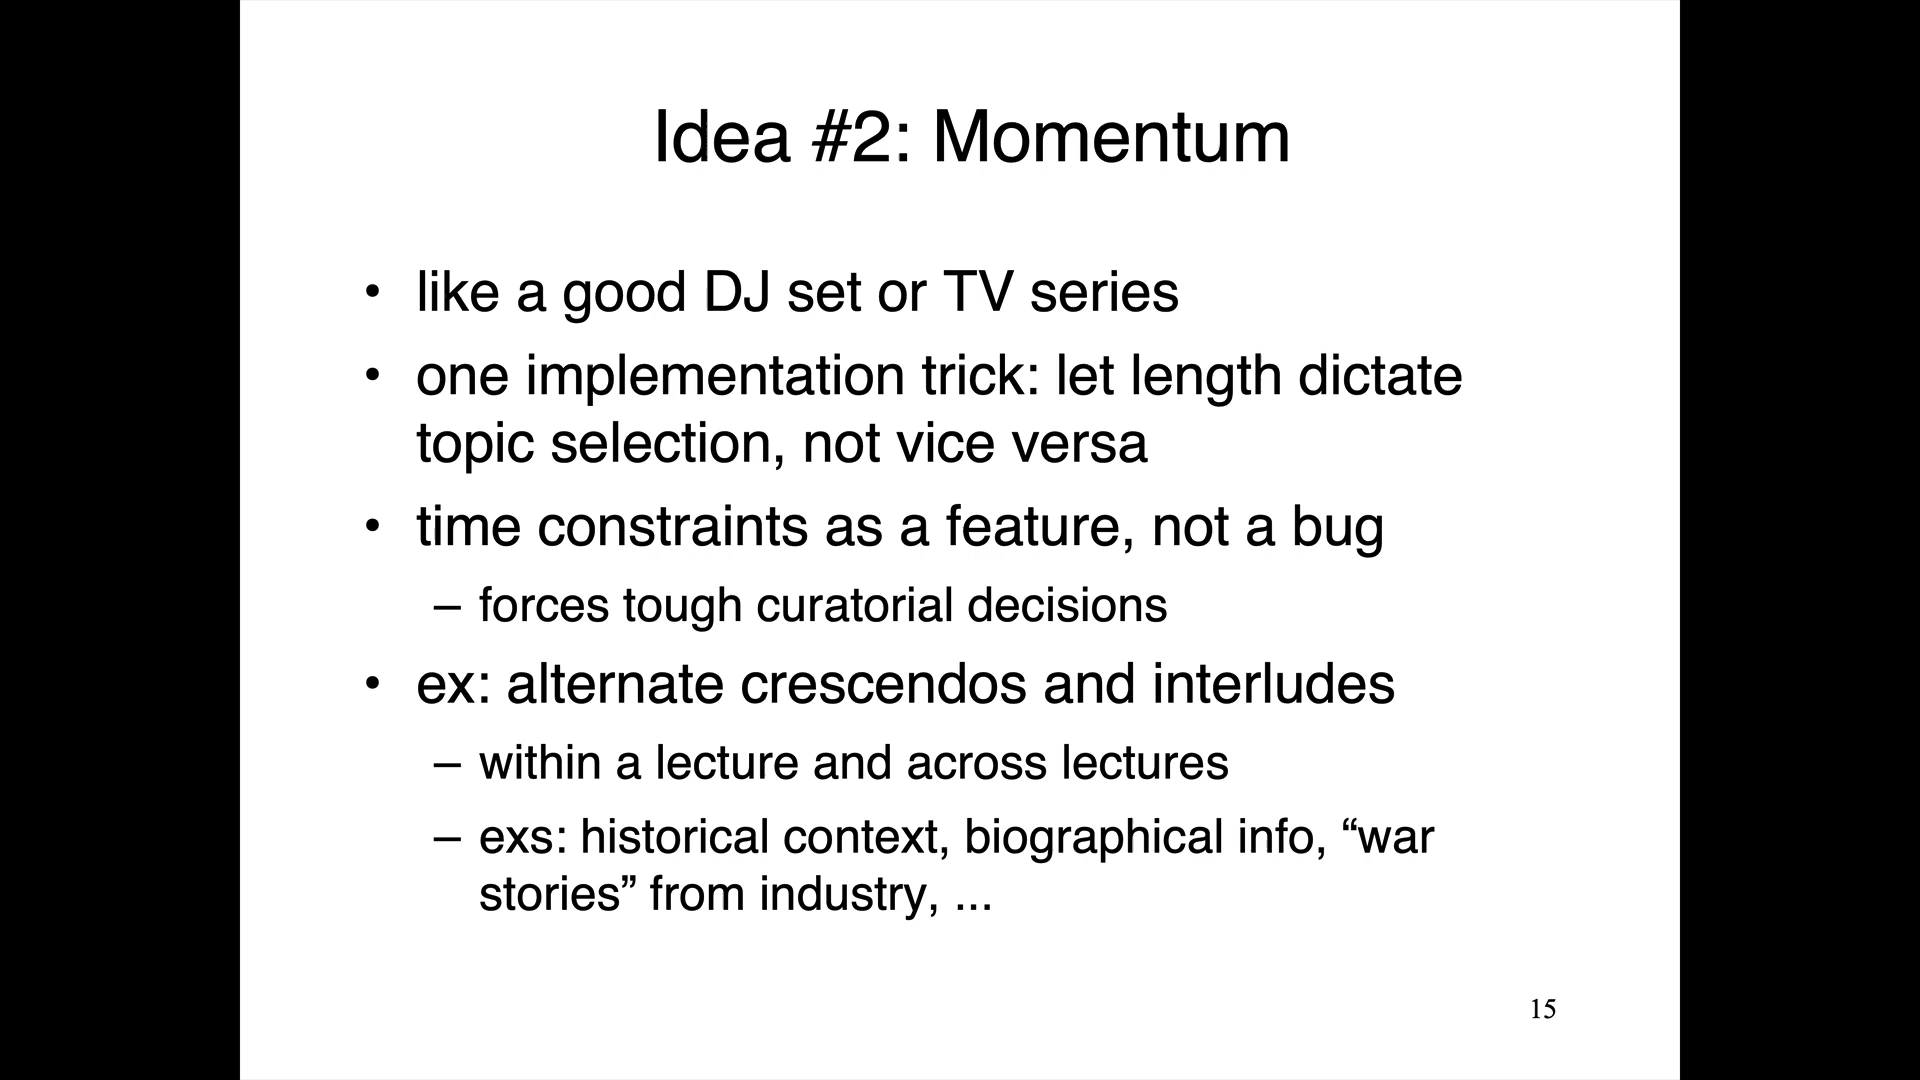 Idea #2: Momentum
• like a good DJ set or TV series
• one implementation trick: let length dictate
topic selection, not vice versa
• time constraints as a feature, not a bug
– forces tough curatorial decisions
• ex: alternate crescendos and interludes
– within a lecture and across lectures
– exs: historical context, biographical info, “war
stories” from industry, ...
15